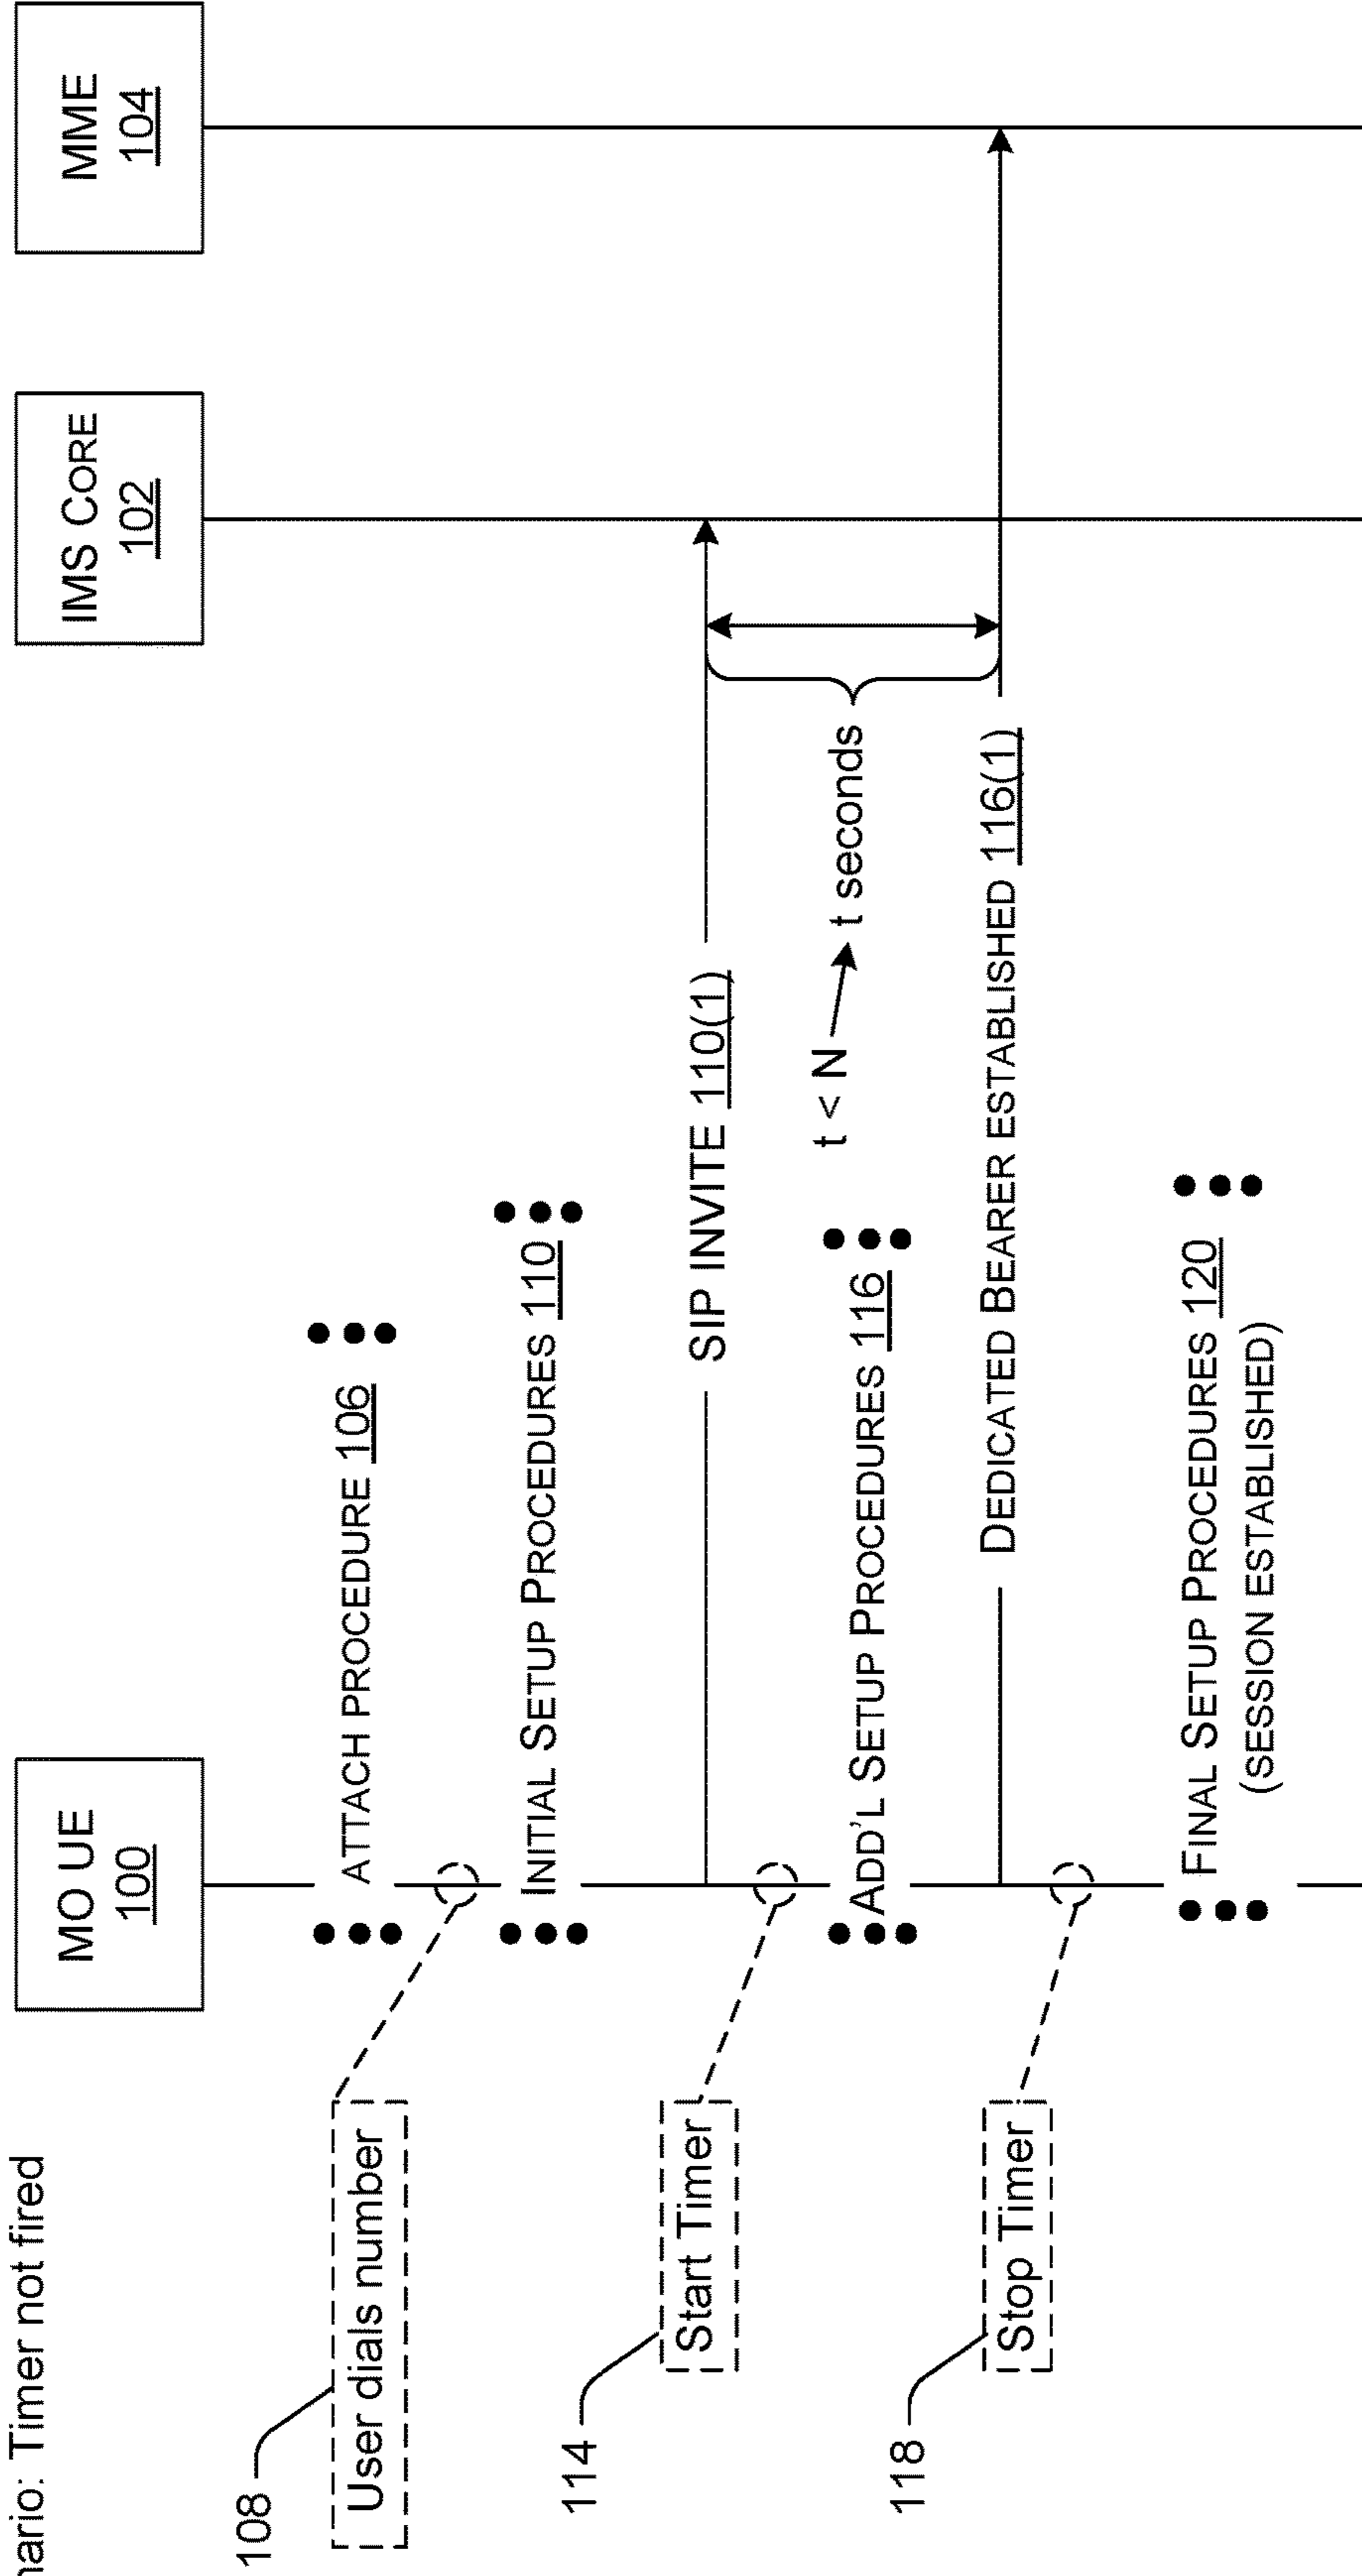 nario: Timer not fired
MO UE
100
IMS CORE
102
MME
104
108
User dials number
ATTACH PROCEDURE 106
INITIAL SETUP PROCEDURES 110
SIP INVITE 110(1)
114
Start Timer
t < N
t seconds
ADD'L SETUP PROCEDURES 116
DEDICATED BEARER ESTABLISHED 116(1)
118
Stop Timer
FINAL SETUP PROCEDURES 120
(SESSION ESTABLISHED)